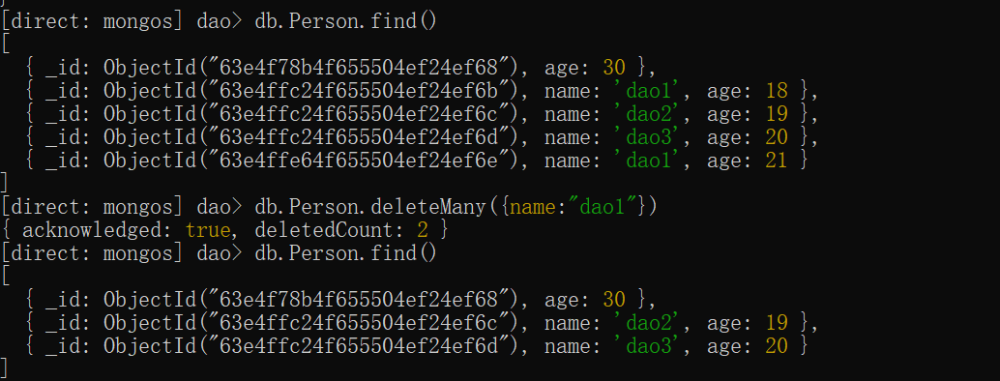 }
[direct: mongos] dao> db.Person.find()
[
  { _id: ObjectId("63e4f78b4f655504ef24ef68"), age: 30 },
  { _id: ObjectId("63e4ffc24f655504ef24ef6b"), name: 'dao1', age: 18 },
  { _id: ObjectId("63e4ffc24f655504ef24ef6c"), name: 'dao2', age: 19 },
  { _id: ObjectId("63e4ffc24f655504ef24ef6d"), name: 'dao3', age: 20 },
  { _id: ObjectId("63e4ffe64f655504ef24ef6e"), name: 'dao1', age: 21 }
]
[direct: mongos] dao> db.Person.deleteMany({name:"dao1"})
{ acknowledged: true, deletedCount: 2 }
[direct: mongos] dao> db.Person.find()
[
  { _id: ObjectId("63e4f78b4f655504ef24ef68"), age: 30 },
  { _id: ObjectId("63e4ffc24f655504ef24ef6c"), name: 'dao2', age: 19 },
  { _id: ObjectId("63e4ffc24f655504ef24ef6d"), name: 'dao3', age: 20 }
]